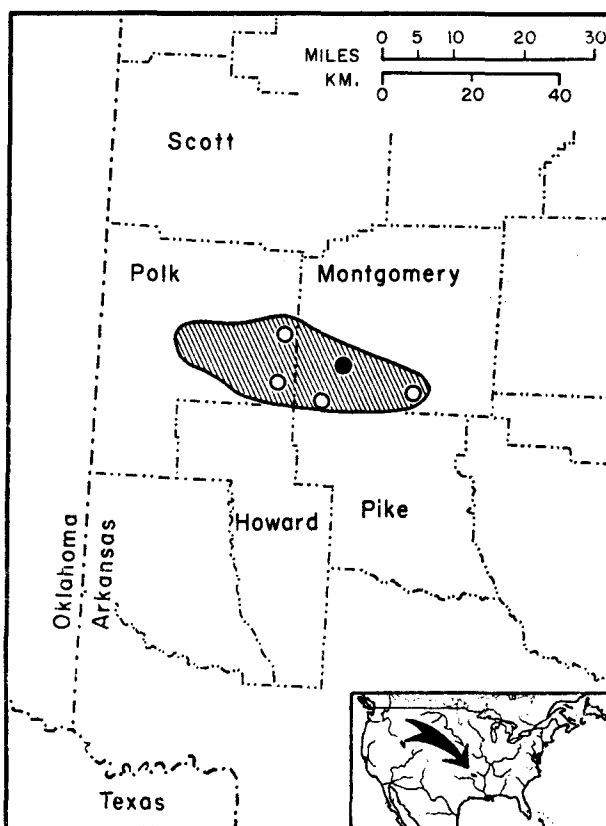 MILES 0 5 10 20 30
KM. 0 20 40
Scott
Polk
Montgomery
Howard
Pike
Oklahoma
Arkansas
Texas